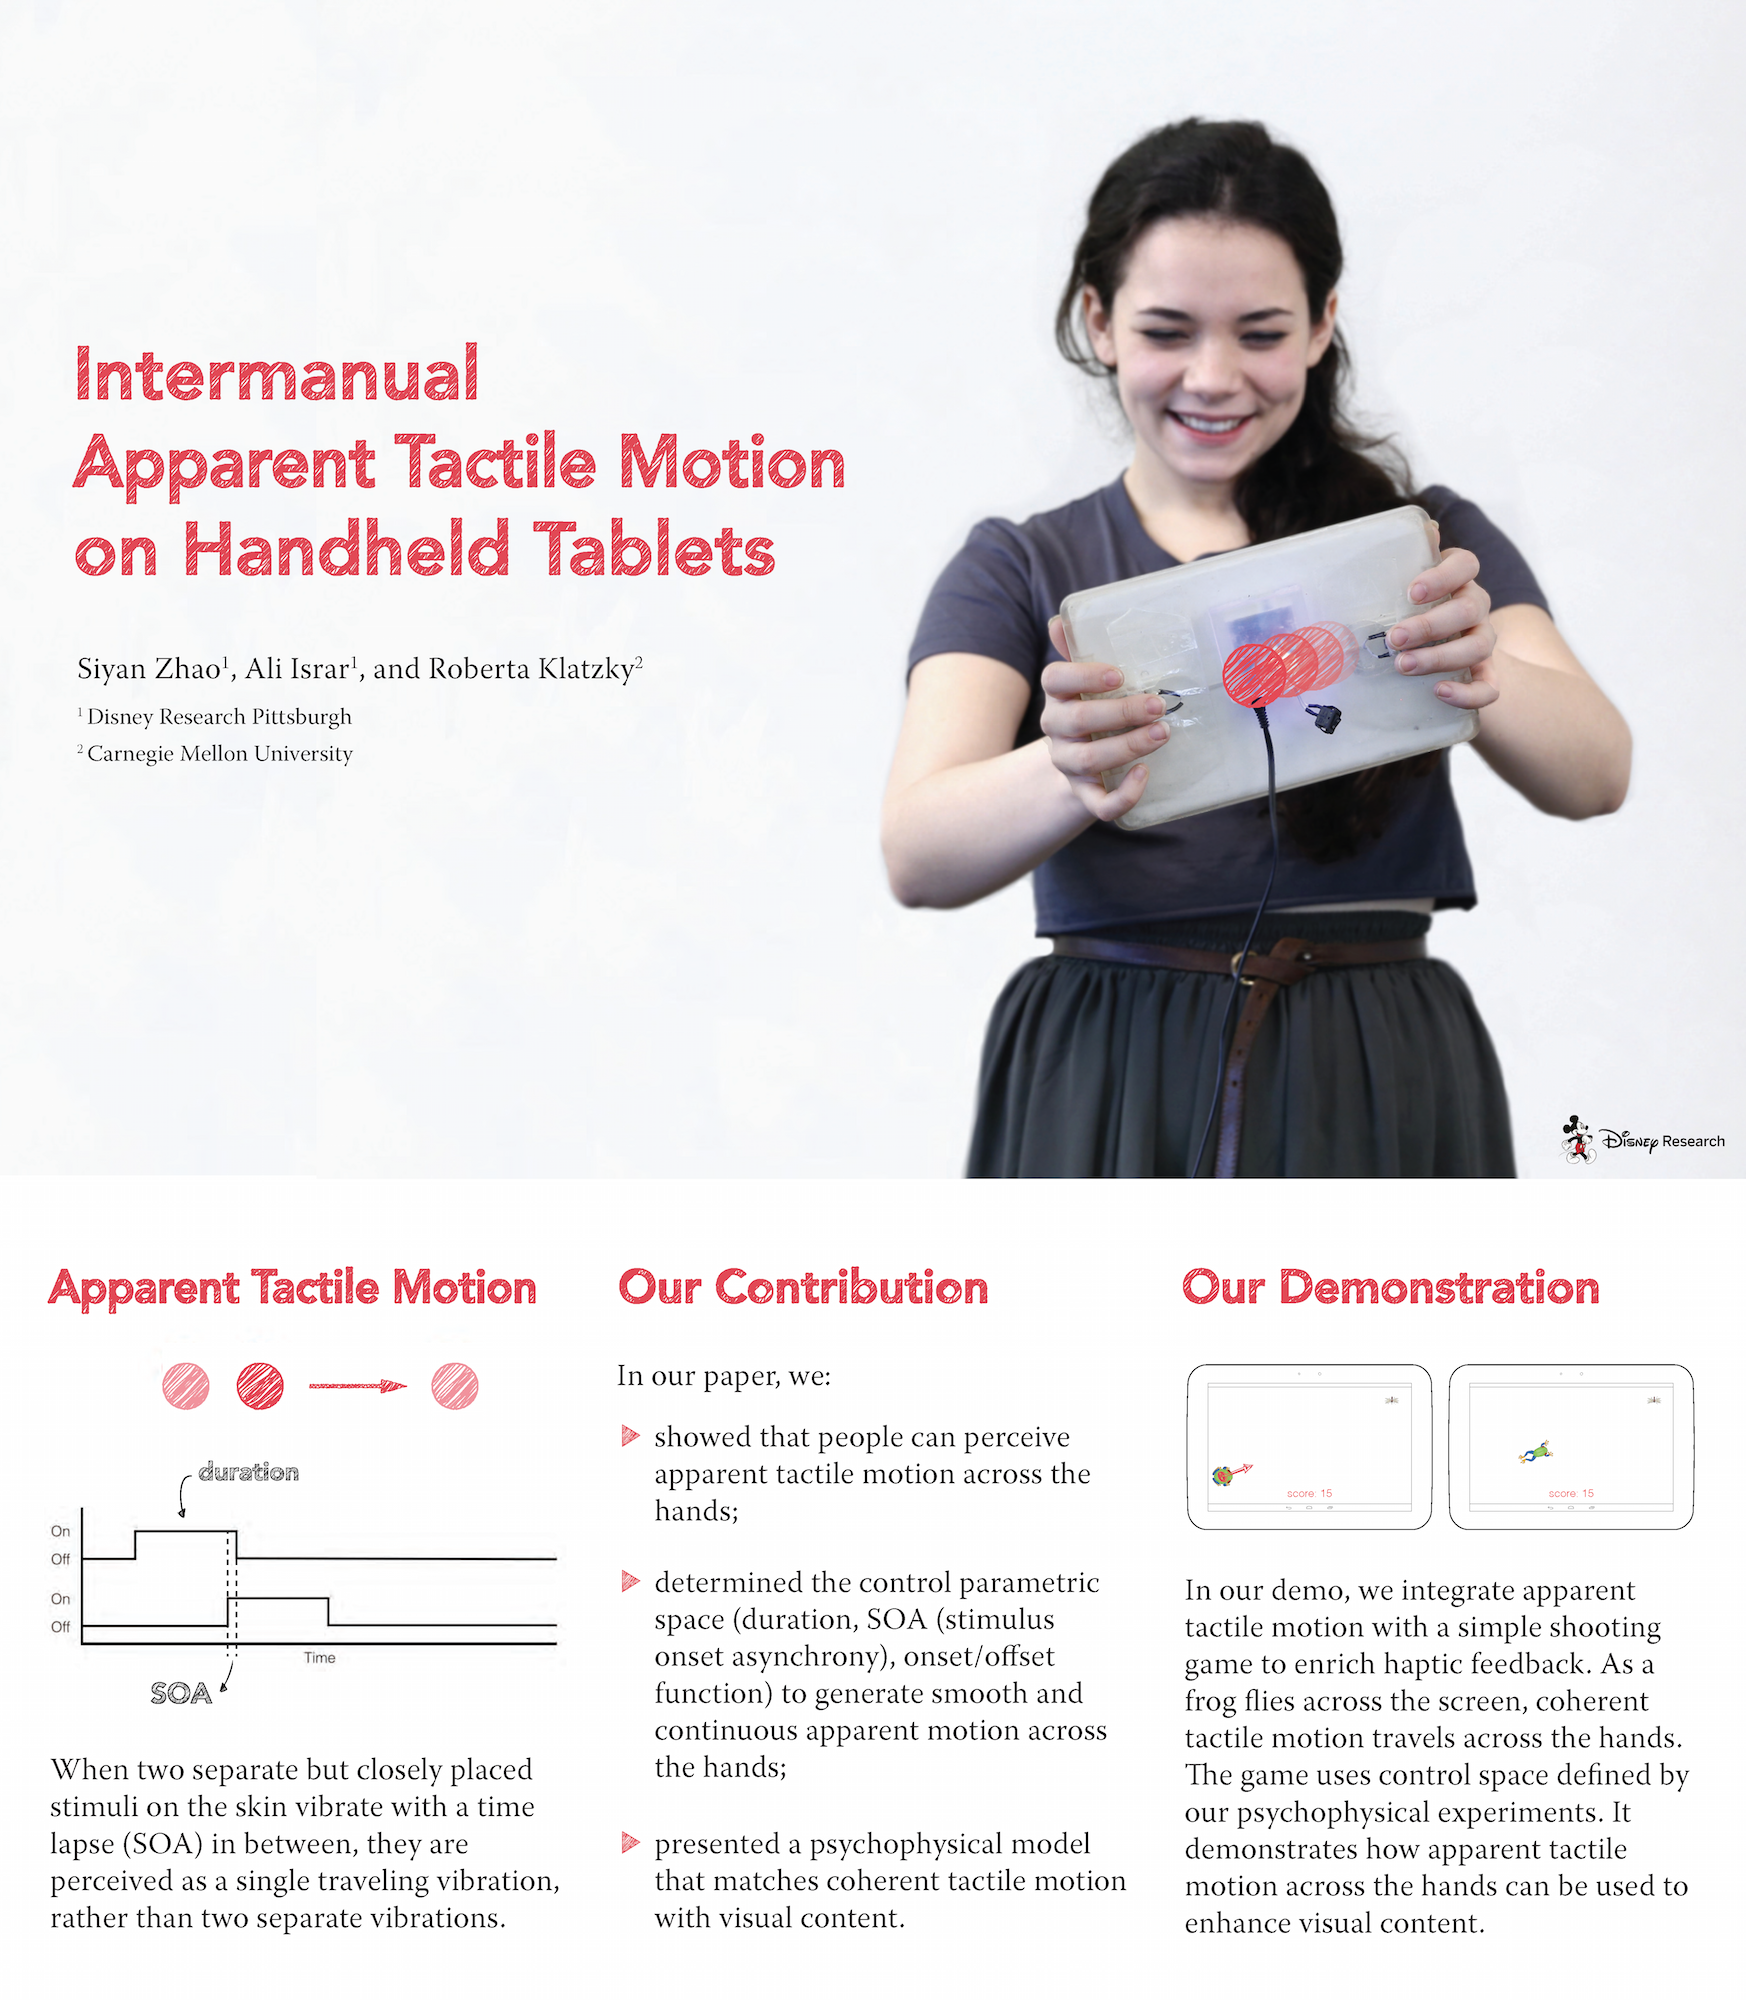 Intermanual
Apparent Tactile Motion
on Handheld Tablets
Siyan Zhao¹, Ali Israr¹, and Roberta Klatzky²
¹ Disney Research Pittsburgh
² Carnegie Mellon University
Disney Research
Apparent Tactile Motion
duration
On
Off
On
Off
Time
SOA
When two separate but closely placed
stimuli on the skin vibrate with a time
lapse (SOA) in between, they are
perceived as a single traveling vibration,
rather than two separate vibrations.
Our Contribution
In our paper, we:
showed that people can perceive
apparent tactile motion across the
hands;
determined the control parametric
space (duration, SOA (stimulus
onset asynchrony), onset/offset
function) to generate smooth and
continuous apparent motion across
the hands;
presented a psychophysical model
that matches coherent tactile motion
with visual content.
Our Demonstration
score: 15
score: 15
In our demo, we integrate apparent
tactile motion with a simple shooting
game to enrich haptic feedback. As a
frog flies across the screen, coherent
tactile motion travels across the hands.
The game uses control space defined by
our psychophysical experiments. It
demonstrates how apparent tactile
motion across the hands can be used to
enhance visual content.